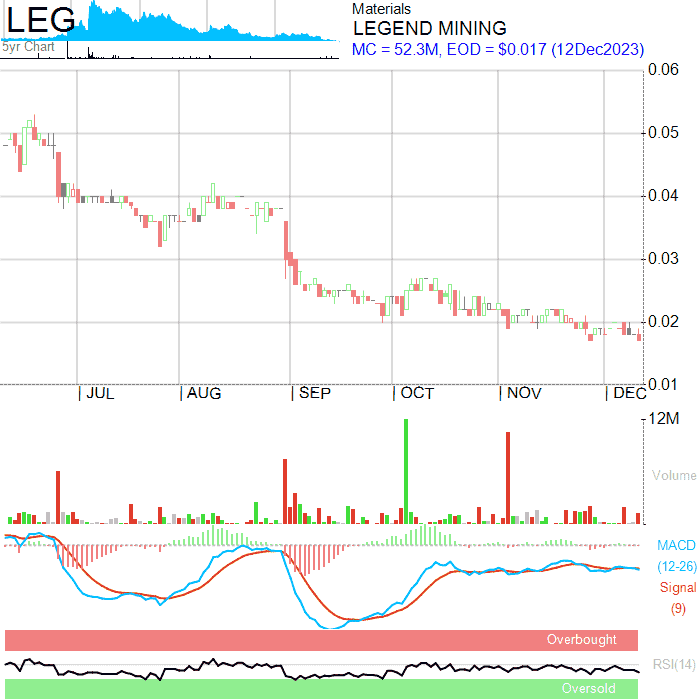 LEG
5yr Chart
Materials
LEGEND MINING
MC = 52.3M, EOD = $0.017 (12Dec2023)
0.06
0.05
0.04
0.03
0.02
0.01
JUL AUG SEP OCT NOV DEC
12M
Volume
MACD
(12-26)
Signal
(9)
Overbought
RSI(14)
Oversold